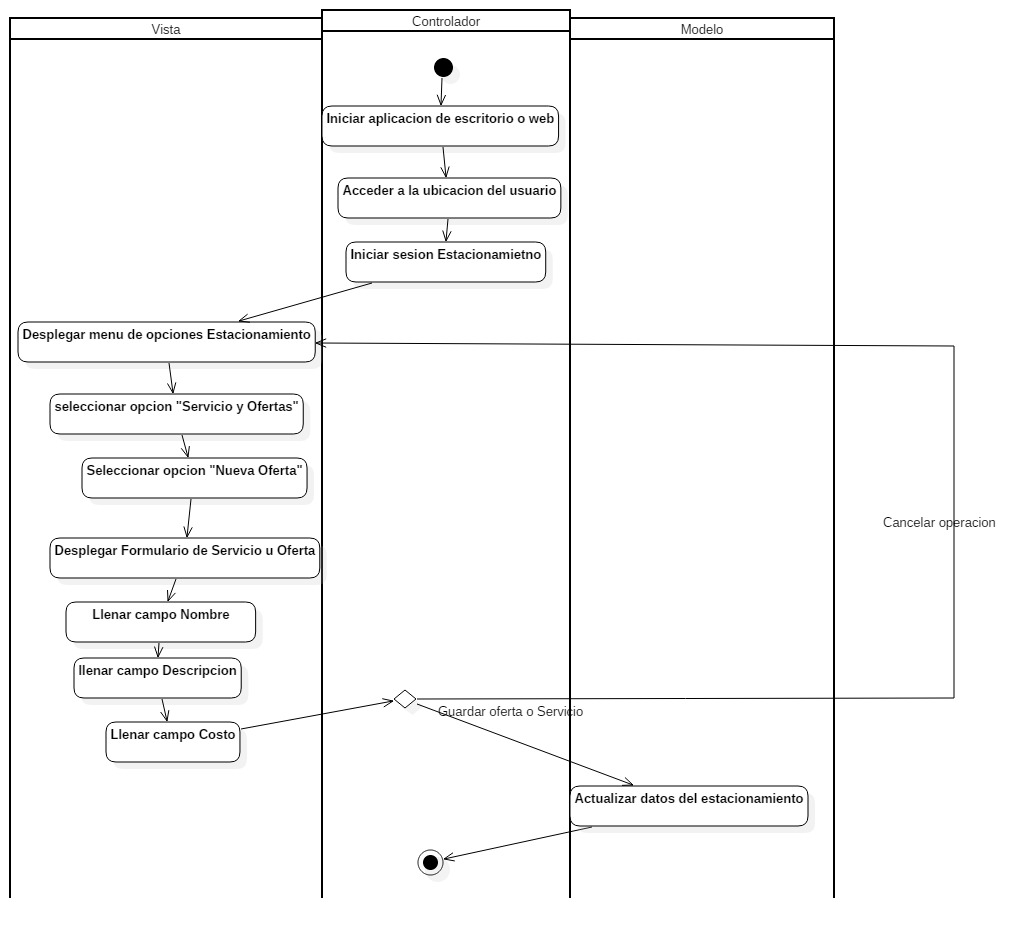 Vista
Controlador
Modelo
Iniciar aplicacion de escritorio o web
Acceder a la ubicacion del usuario
Iniciar sesion Estacionamietno
Desplegar menu de opciones Estacionamiento
seleccionar opcion "Servicio y Ofertas"
Seleccionar opcion "Nueva Oferta"
Cancelar operacion
Desplegar Formulario de Servicio u Oferta
Llenar campo Nombre
llenar campo Descripcion
Guardar oferta o Servicio
Llenar campo Costo
Actualizar datos del estacionamiento